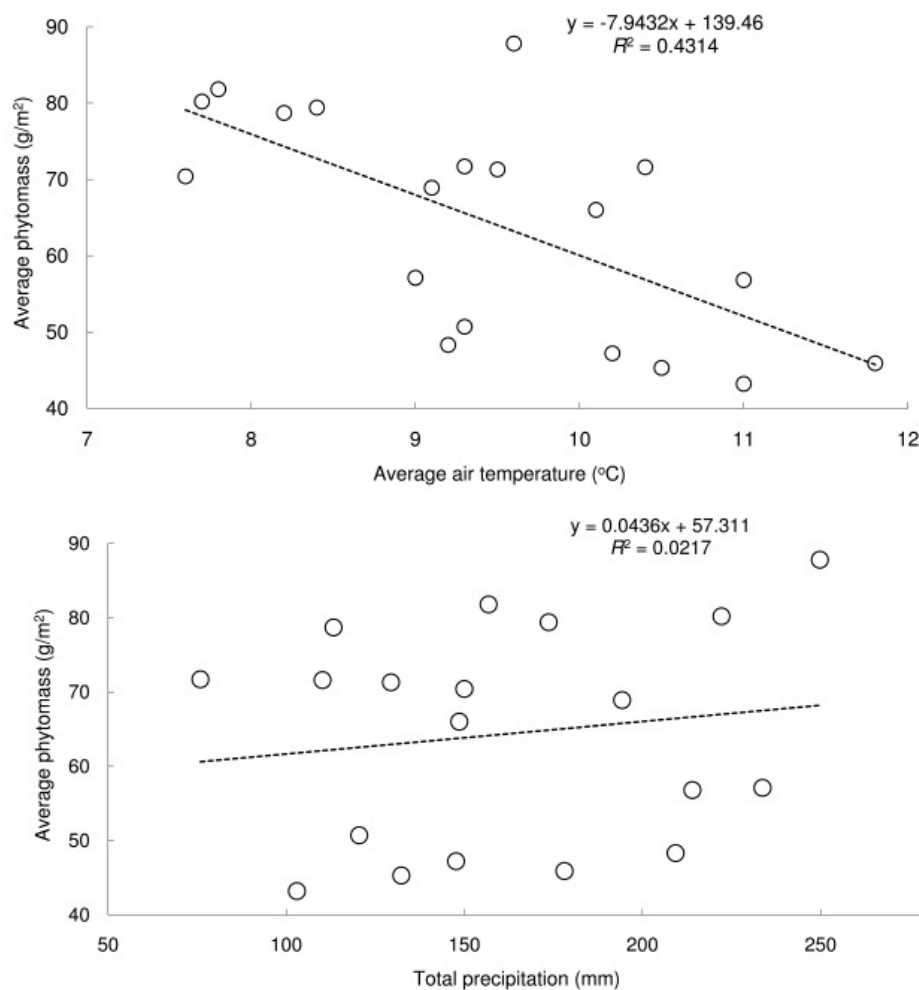 y = -7.9432x + 139.46
R² = 0.4314
90
80
70
60
50
40
7 8 9 10 11 12
Average phytomass (g/m²)
Average air temperature (°C)
y = 0.0436x + 57.311
R² = 0.0217
90
80
70
60
50
40
50 100 150 200 250
Average phytomass (g/m²)
Total precipitation (mm)